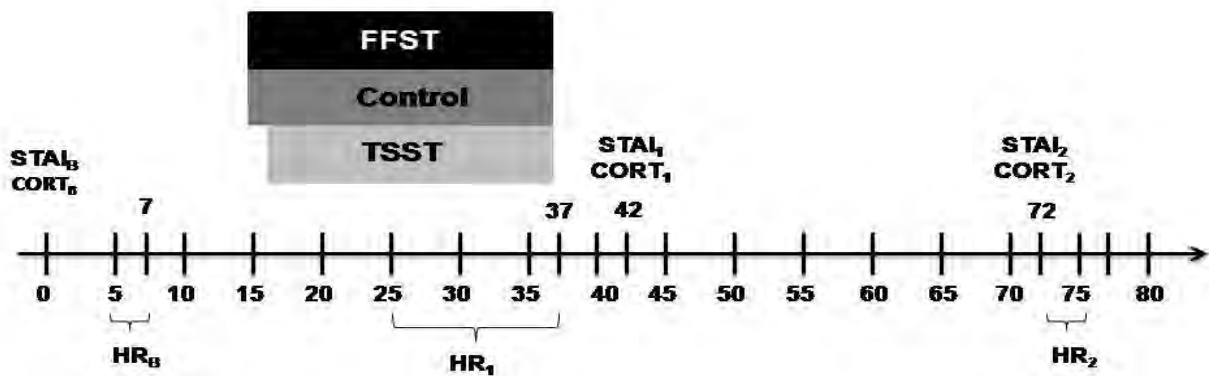 FFST
Control
TSST
STAI_B
CORT_B
STAI_1
CORT_1
STAI_2
CORT_2
7
37
42
72
0 5 10 15 20 25 30 35 40 45 50 55 60 65 70 75 80
HR_B
HR_1
HR_2